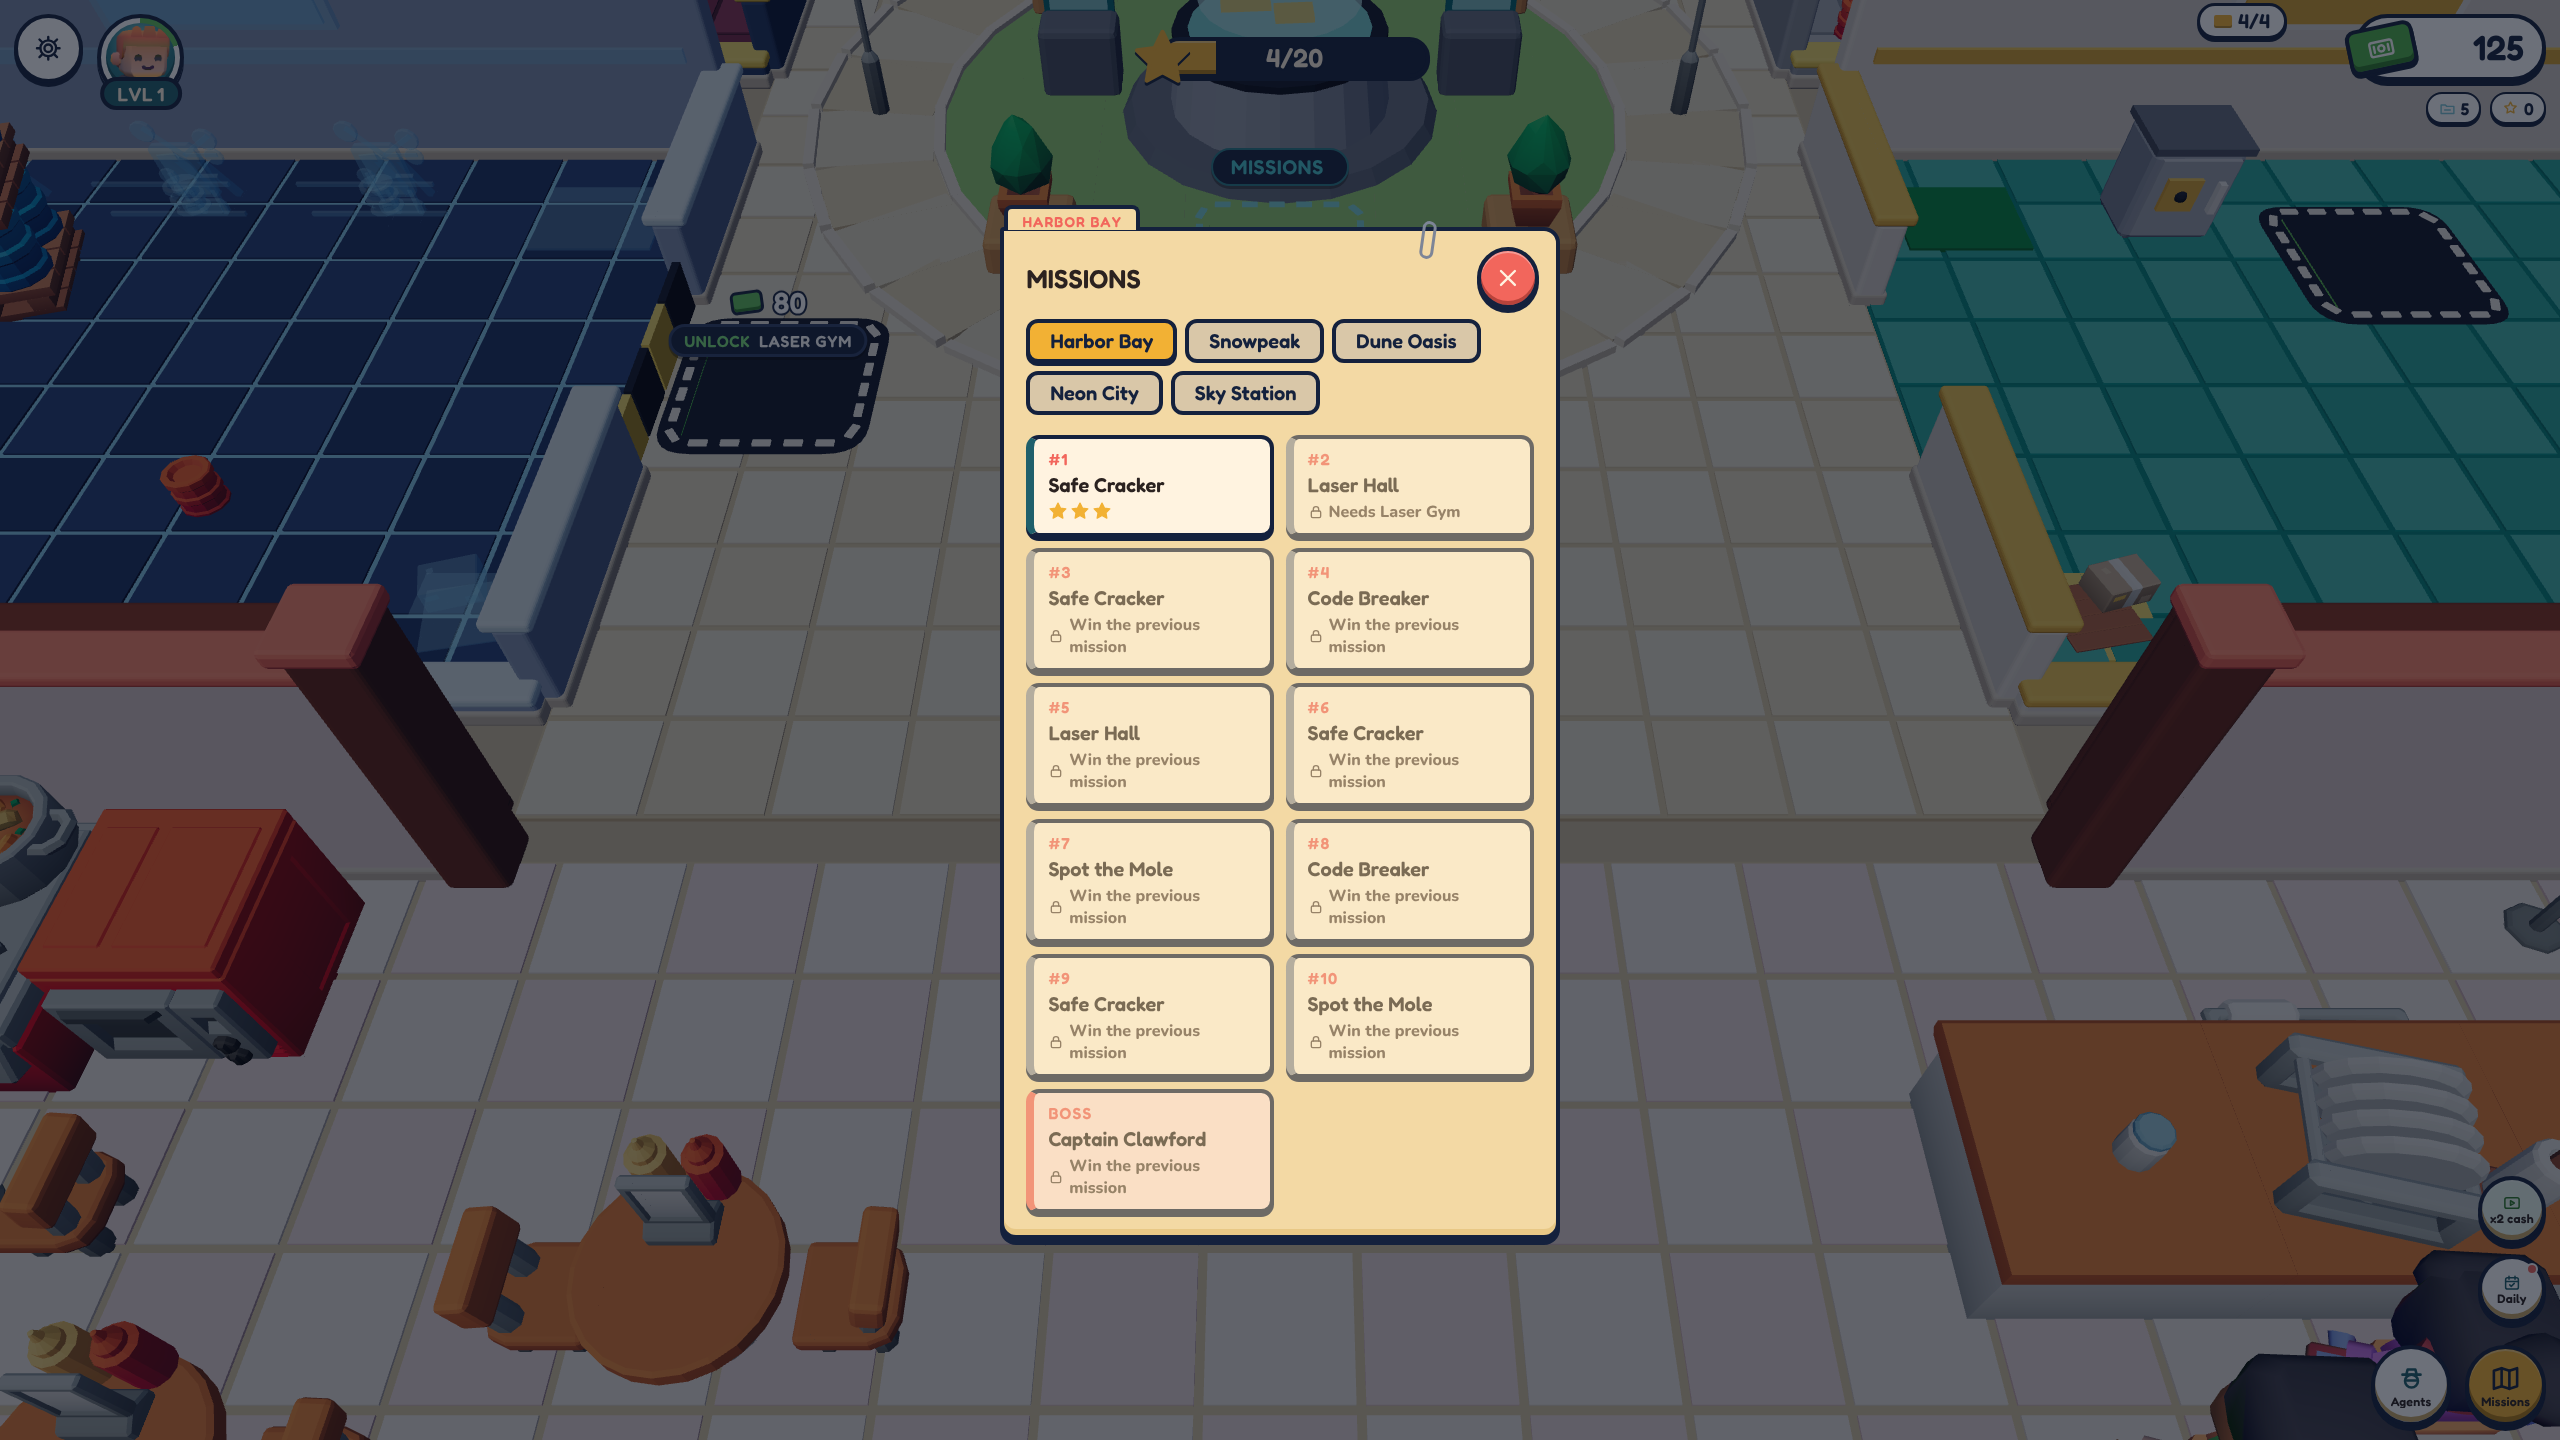 4/4
4/20
125
LVL 1
5
0
MISSIONS
HARBOR BAY
MISSIONS
80
UNLOCK LASER GYM
Harbor Bay
Snowpeak
Dune Oasis
Neon City
Sky Station
#1
Safe Cracker
#2
Laser Hall
Needs Laser Gym
#3
Safe Cracker
Win the previous
mission
#4
Code Breaker
Win the previous
mission
#5
Laser Hall
Win the previous
mission
#6
Safe Cracker
Win the previous
mission
#7
Spot the Mole
Win the previous
mission
#8
Code Breaker
Win the previous
mission
#9
Safe Cracker
Win the previous
mission
#10
Spot the Mole
Win the previous
mission
BOSS
Captain Clawford
Win the previous
mission
x2 cash
Daily
Agents
Missions